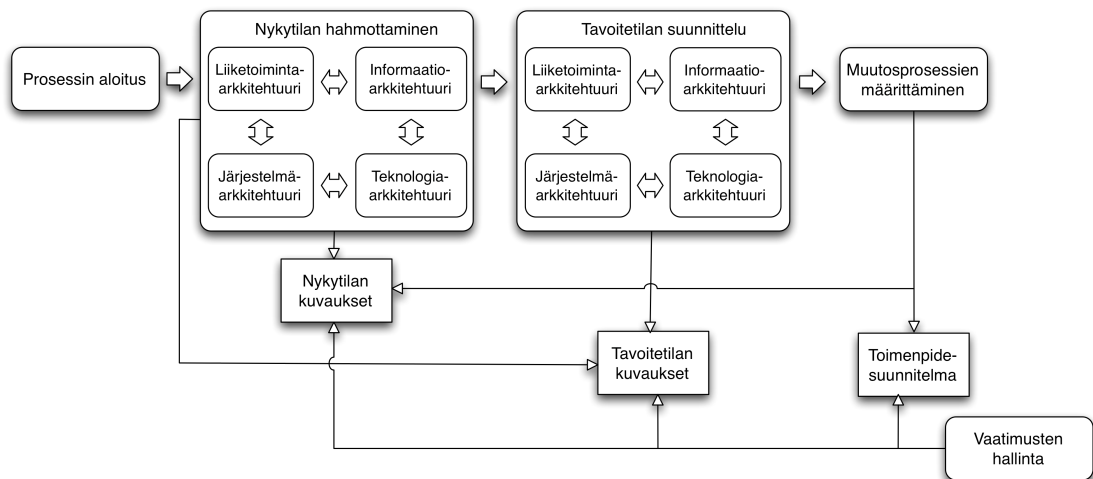 Prosessin aloitus
Nykytilan hahmottaminen
Liiketoiminta-
arkkitehtuuri
Informaatio-
arkkitehtuuri
Järjestelmä-
arkkitehtuuri
Teknologia-
arkkitehtuuri
Tavoitetilan suunnittelu
Liiketoiminta-
arkkitehtuuri
Informaatio-
arkkitehtuuri
Järjestelmä-
arkkitehtuuri
Teknologia-
arkkitehtuuri
Muutosprosessien
määrittäminen
Nykytilan
kuvaukset
Tavoitetilan
kuvaukset
Toimenpide-
suunnitelma
Vaatimusten
hallinta